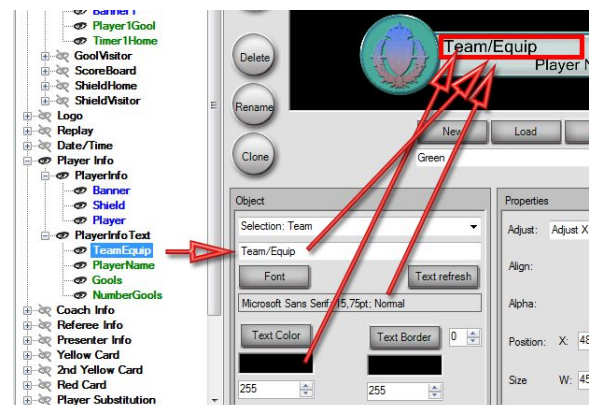 Banner1
Player1Gool
Timer1Home
GoolVisitor
ScoreBoard
ShieldHome
ShieldVisitor
Logo
Replay
Date/Time
Player Info
PlayerInfo
Banner
Shield
Player
PlayerInfoText
TeamEquip
PlayerName
Gools
NumberGools
Coach Info
Referee Info
Presenter Info
Yellow Card
2nd Yellow Card
Red Card
Player Substitution
Delete
Rename
Clone
Team/Equip
Player N
New
Load
Green
Object
Selection: Team
Team/Equip
Font
Text refresh
Microsoft Sans Serif; 15,75pt; Normal
Text Color
Text Border
0
255
255
Properties
Adjust: Adjust X
Align:
Alpha:
Position: X: 48
Size W: 45